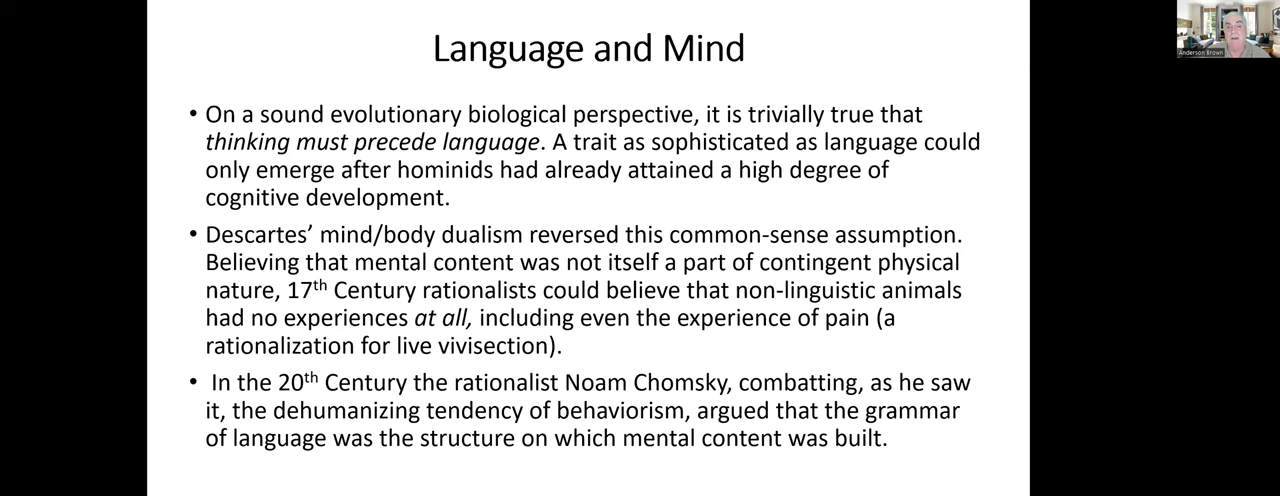 Language and Mind
• On a sound evolutionary biological perspective, it is trivially true that
thinking must precede language. A trait as sophisticated as language could
only emerge after hominids had already attained a high degree of
cognitive development.
• Descartes’ mind/body dualism reversed this common-sense assumption.
Believing that mental content was not itself a part of contingent physical
nature, 17th Century rationalists could believe that non-linguistic animals
had no experiences at all, including even the experience of pain (a
rationalization for live vivisection).
• In the 20th Century the rationalist Noam Chomsky, combatting, as he saw
it, the dehumanizing tendency of behaviorism, argued that the grammar
of language was the structure on which mental content was built.
Anderson Brown